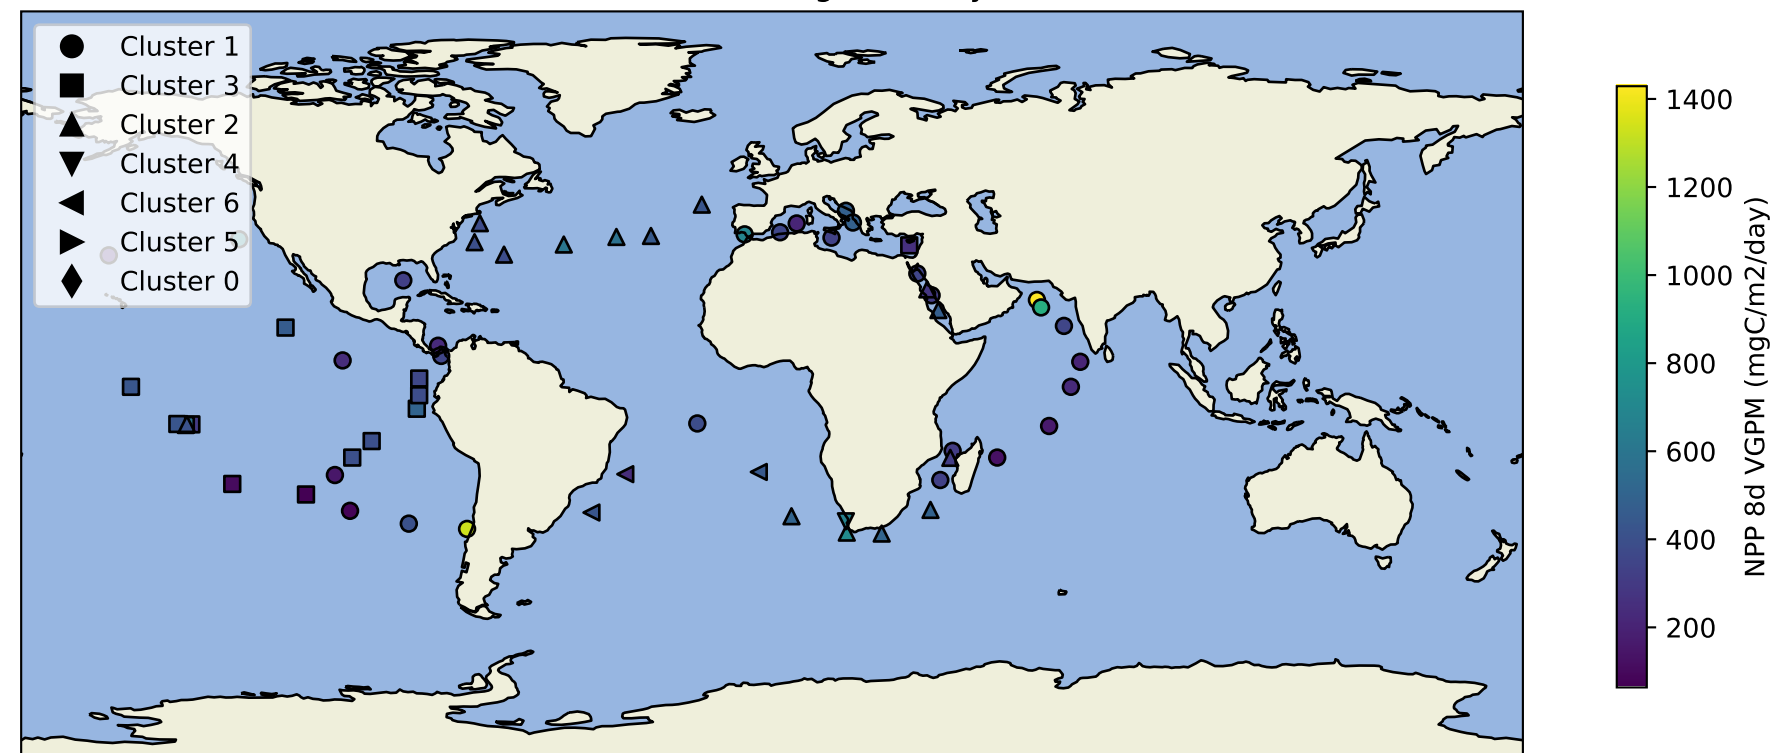 Cluster 1
Cluster 3
Cluster 2
Cluster 4
Cluster 6
Cluster 5
Cluster 0
1400
1200
1000
800
600
400
200
NPP 8d VGPM (mgC/m2/day)